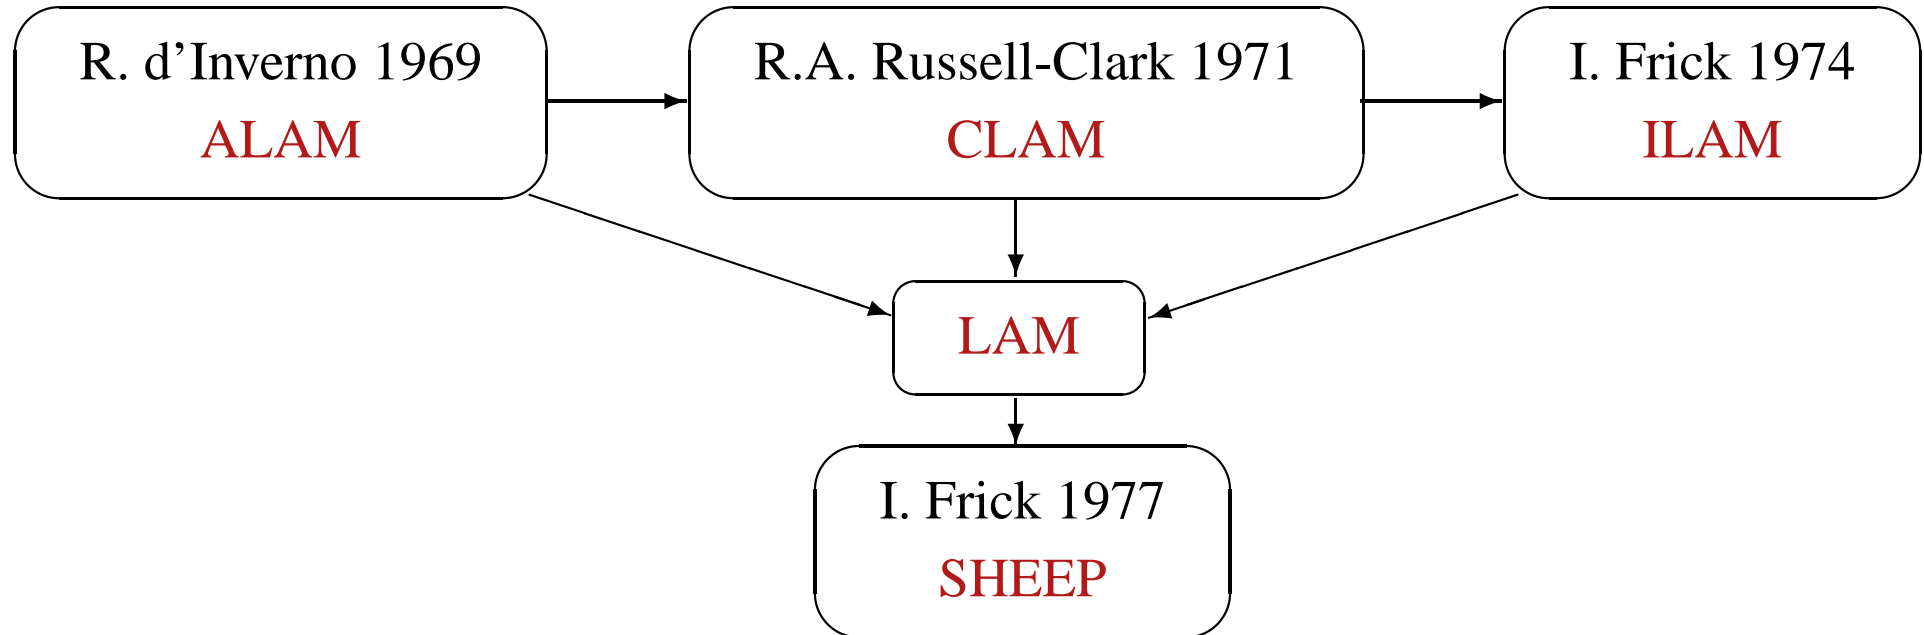 R. d’Inverno 1969
ALAM
R.A. Russell-Clark 1971
CLAM
I. Frick 1974
ILAM
LAM
I. Frick 1977
SHEEP